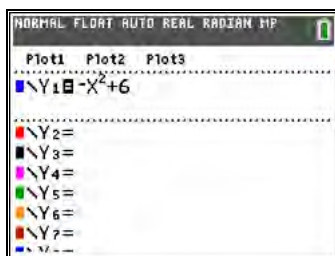 NORMAL FLOAT AUTO REAL RADIAN MP
Plot1 Plot2 Plot3
\Y₁=-X²+6
\Y₂=
\Y₃=
\Y₄=
\Y₅=
\Y₆=
\Y₇=